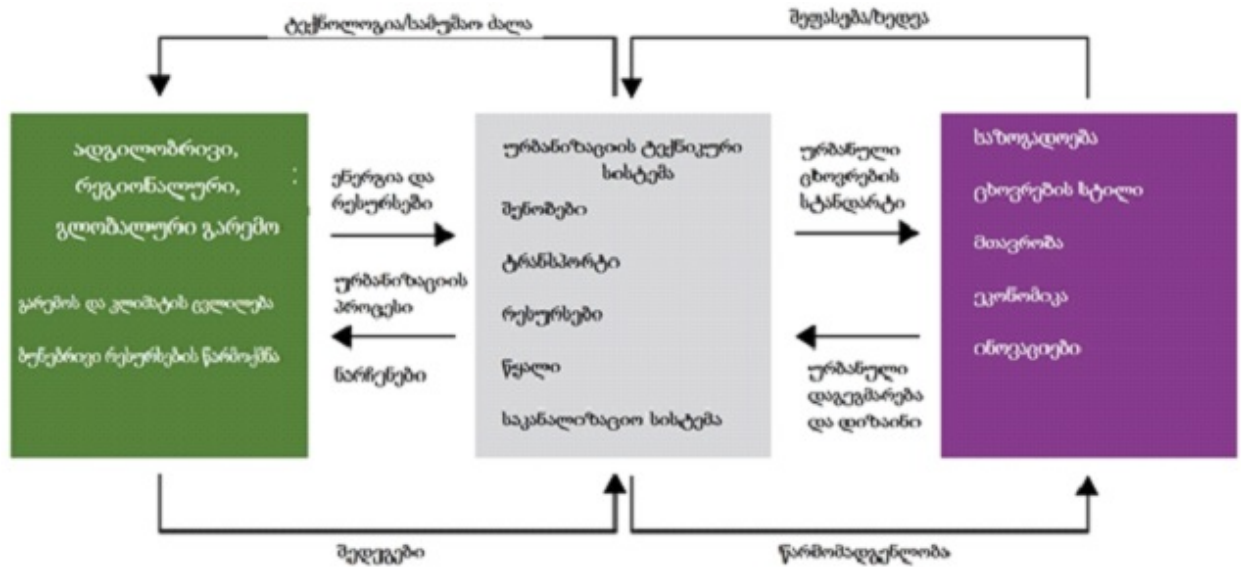 ტექნოლოგია/სამუშაო ძალა
შეფასება/ხედვა
ადგილობრივი,
რეგიონალური,
გლობალური გარემო
გარემოს და კლიმატის ცვლილება
ბუნებრივი რესურსების წარმოქმნა
ენერგია და
რესურსები
ურბანიზაციის
პროცესი
ნარჩენები
ურბანიზაციის ტექნიკური
სისტემა
შენობები
ტრანსპორტი
რესურსები
წყალი
საკანალიზაციო სისტემა
ურბანული
ცხოვრების
სტანდარტი
ურბანული
დაგეგმარება
და დიზაინი
საზოგადოება
ცხოვრების სტილი
მთავრობა
ეკონომიკა
ინოვაციები
შედეგები
წარმომადგენლობა